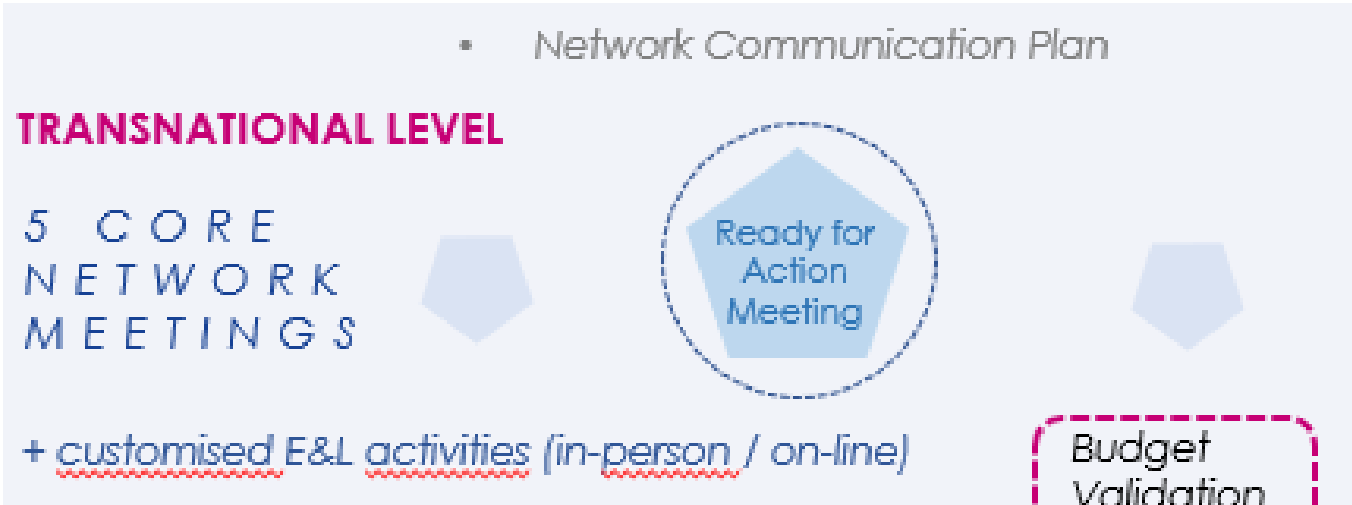 • Network Communication Plan
TRANSNATIONAL LEVEL
5 CORE
NETWORK
MEETINGS
Ready for
Action
Meeting
+ customised E&L activities (in-person / on-line)
Budget
Validation